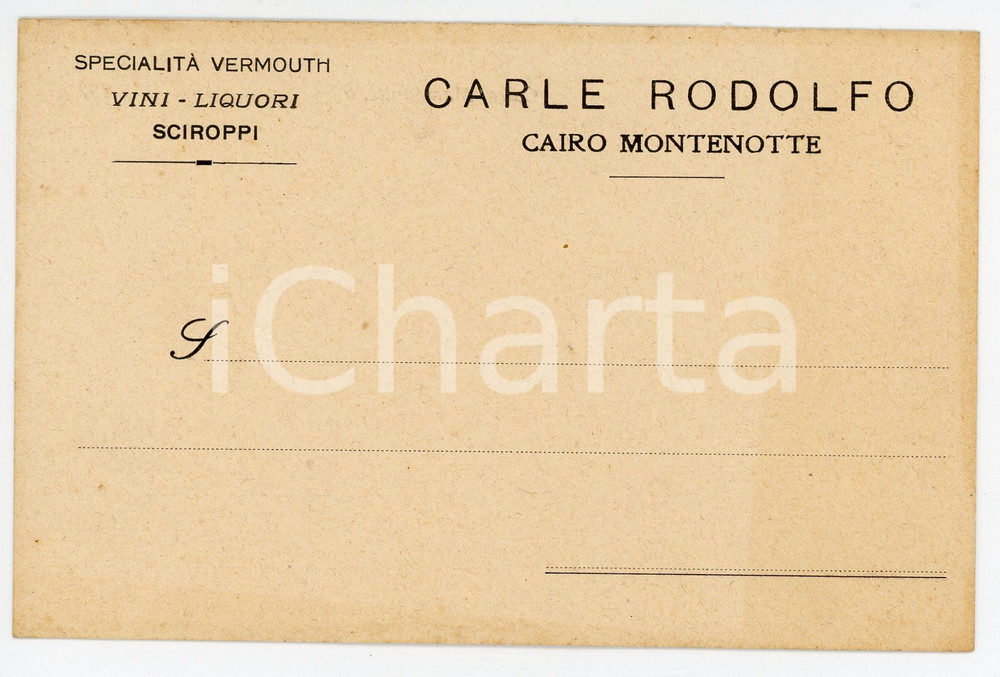 SPECIALITÀ VERMOUTH
VINI - LIQUORI
SCIROPPI
CARLE RODOLFO
CAIRO MONTENOTTE
S
iCharta